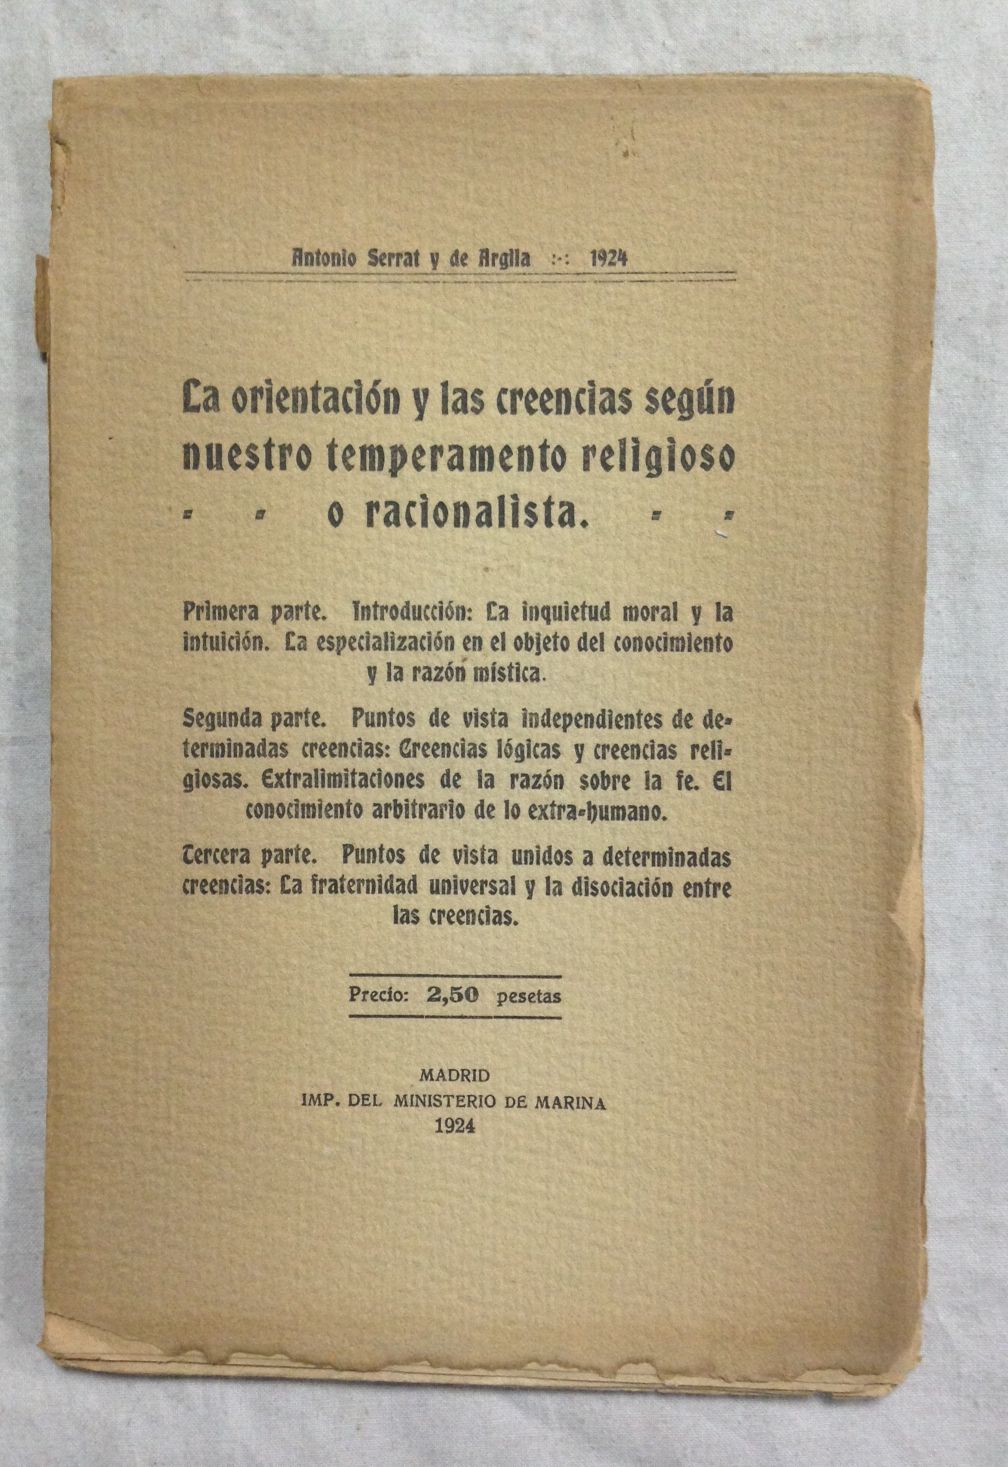 Antonio Serrat y de Argila :-: 1924
La orientación y las creencias según
nuestro temperamento religioso
- - o racionalista. - -
Primera parte. Introducción: La inquietud moral y la
intuición. La especialización en el objeto del conocimiento
y la razón mística.
Segunda parte. Puntos de vista independientes de de-
terminadas creencias: Creencias lógicas y creencias reli-
giosas. Extralimitaciones de la razón sobre la fe. El
conocimiento arbitrario de lo extra-humano.
Tercera parte. Puntos de vista unidos a determinadas
creencias: La fraternidad universal y la disociación entre
las creencias.
Precio: 2,50 pesetas
MADRID
IMP. DEL MINISTERIO DE MARINA
1924